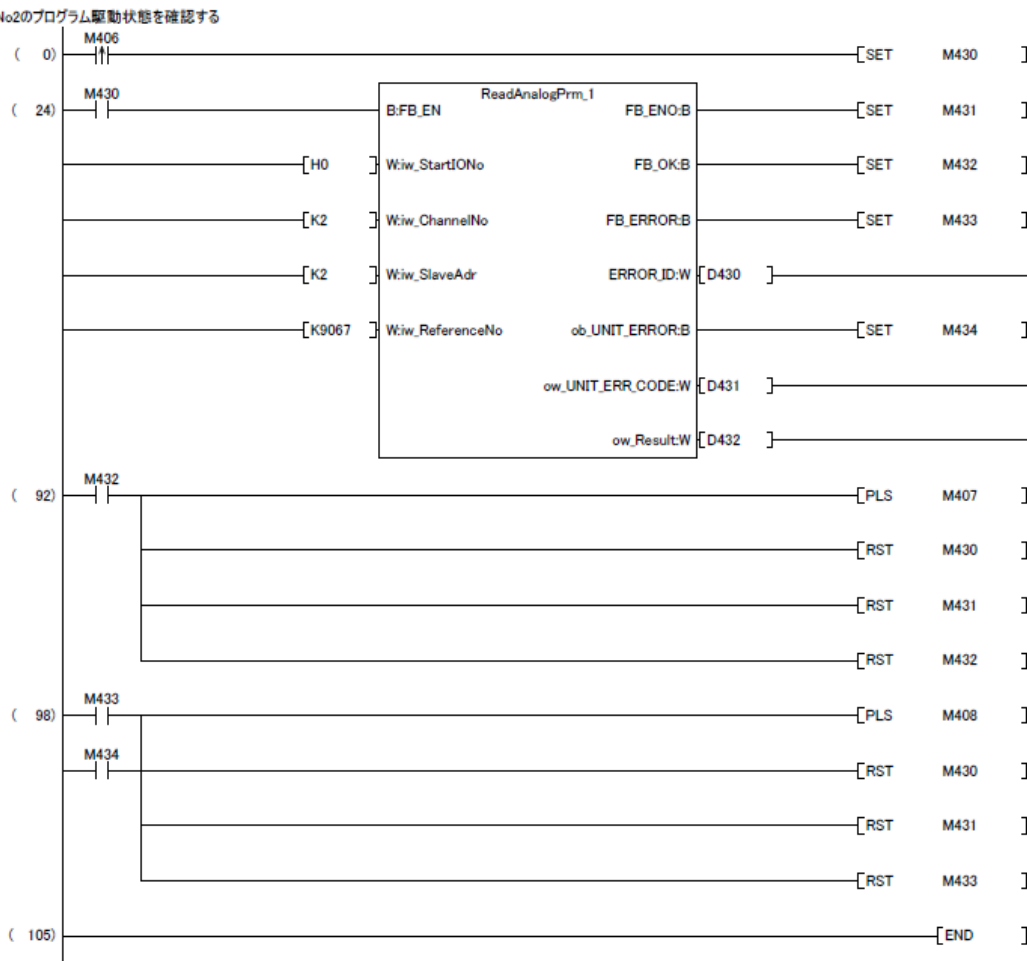 No2のプログラム駆動状態を確認する
M406
( 0) [SET M430 ]
M430
( 24) ReadAnalogPrm_1
B:FB_EN FB_ENO:B [SET M431 ]
[H0 ] W:iw_StartIONo FB_OK:B [SET M432 ]
[K2 ] W:iw_ChannelNo FB_ERROR:B [SET M433 ]
[K2 ] W:iw_SlaveAdr ERROR_ID:W [D430 ]
[K9067 ] W:iw_ReferenceNo ob_UNIT_ERROR:B [SET M434 ]
ow_UNIT_ERR_CODE:W [D431 ]
ow_Result:W [D432 ]
M432
( 92) [PLS M407 ]
[RST M430 ]
[RST M431 ]
[RST M432 ]
M433
( 98) [PLS M408 ]
M434
[RST M430 ]
[RST M431 ]
[RST M433 ]
( 105) [END ]